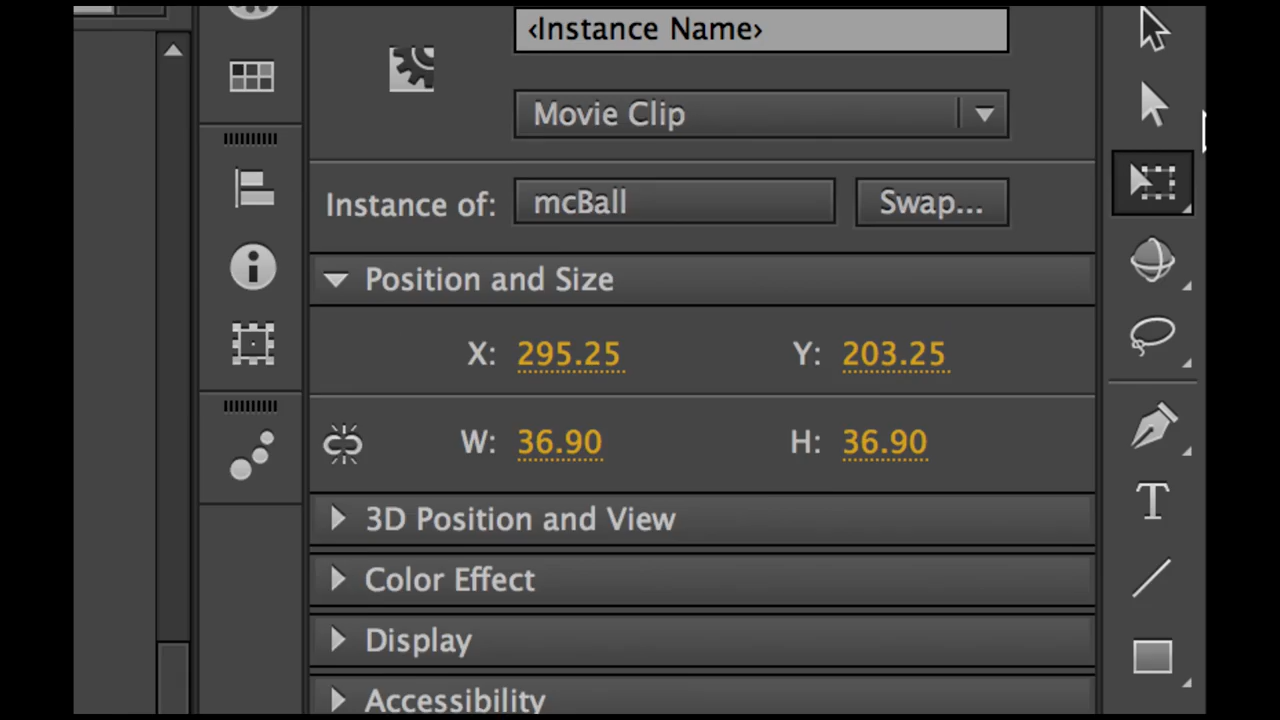 ‹Instance Name›
Movie Clip
Instance of: mcBall Swap...
Position and Size
X: 295.25 Y: 203.25
W: 36.90 H: 36.90
3D Position and View
Color Effect
Display
Accessibility